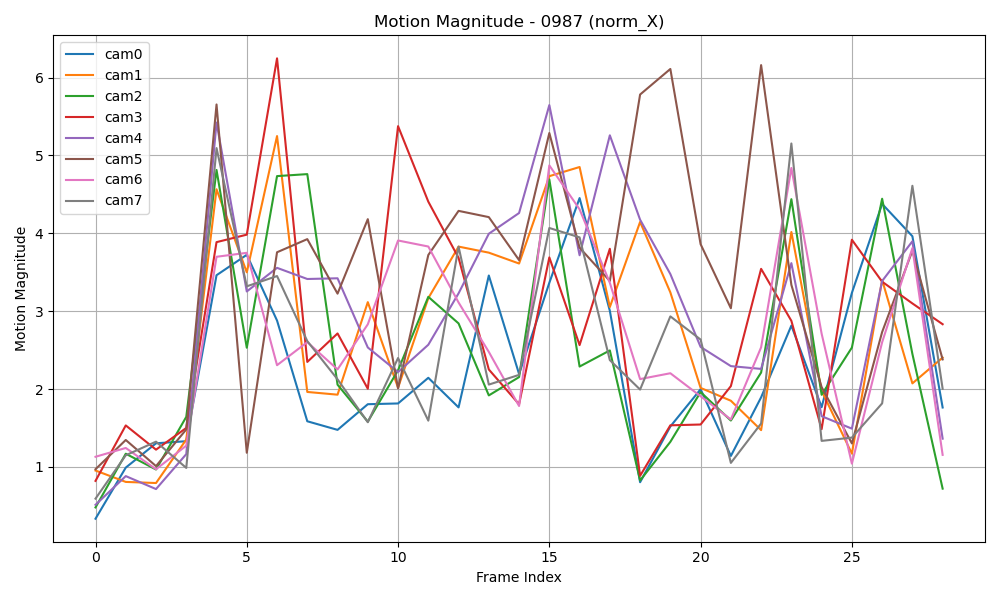 Motion Magnitude - 0987 (norm_X)
cam0
cam1
cam2
cam3
cam4
cam5
cam6
cam7
6
5
4
3
2
1
Motion Magnitude
0 5 10 15 20 25
Frame Index